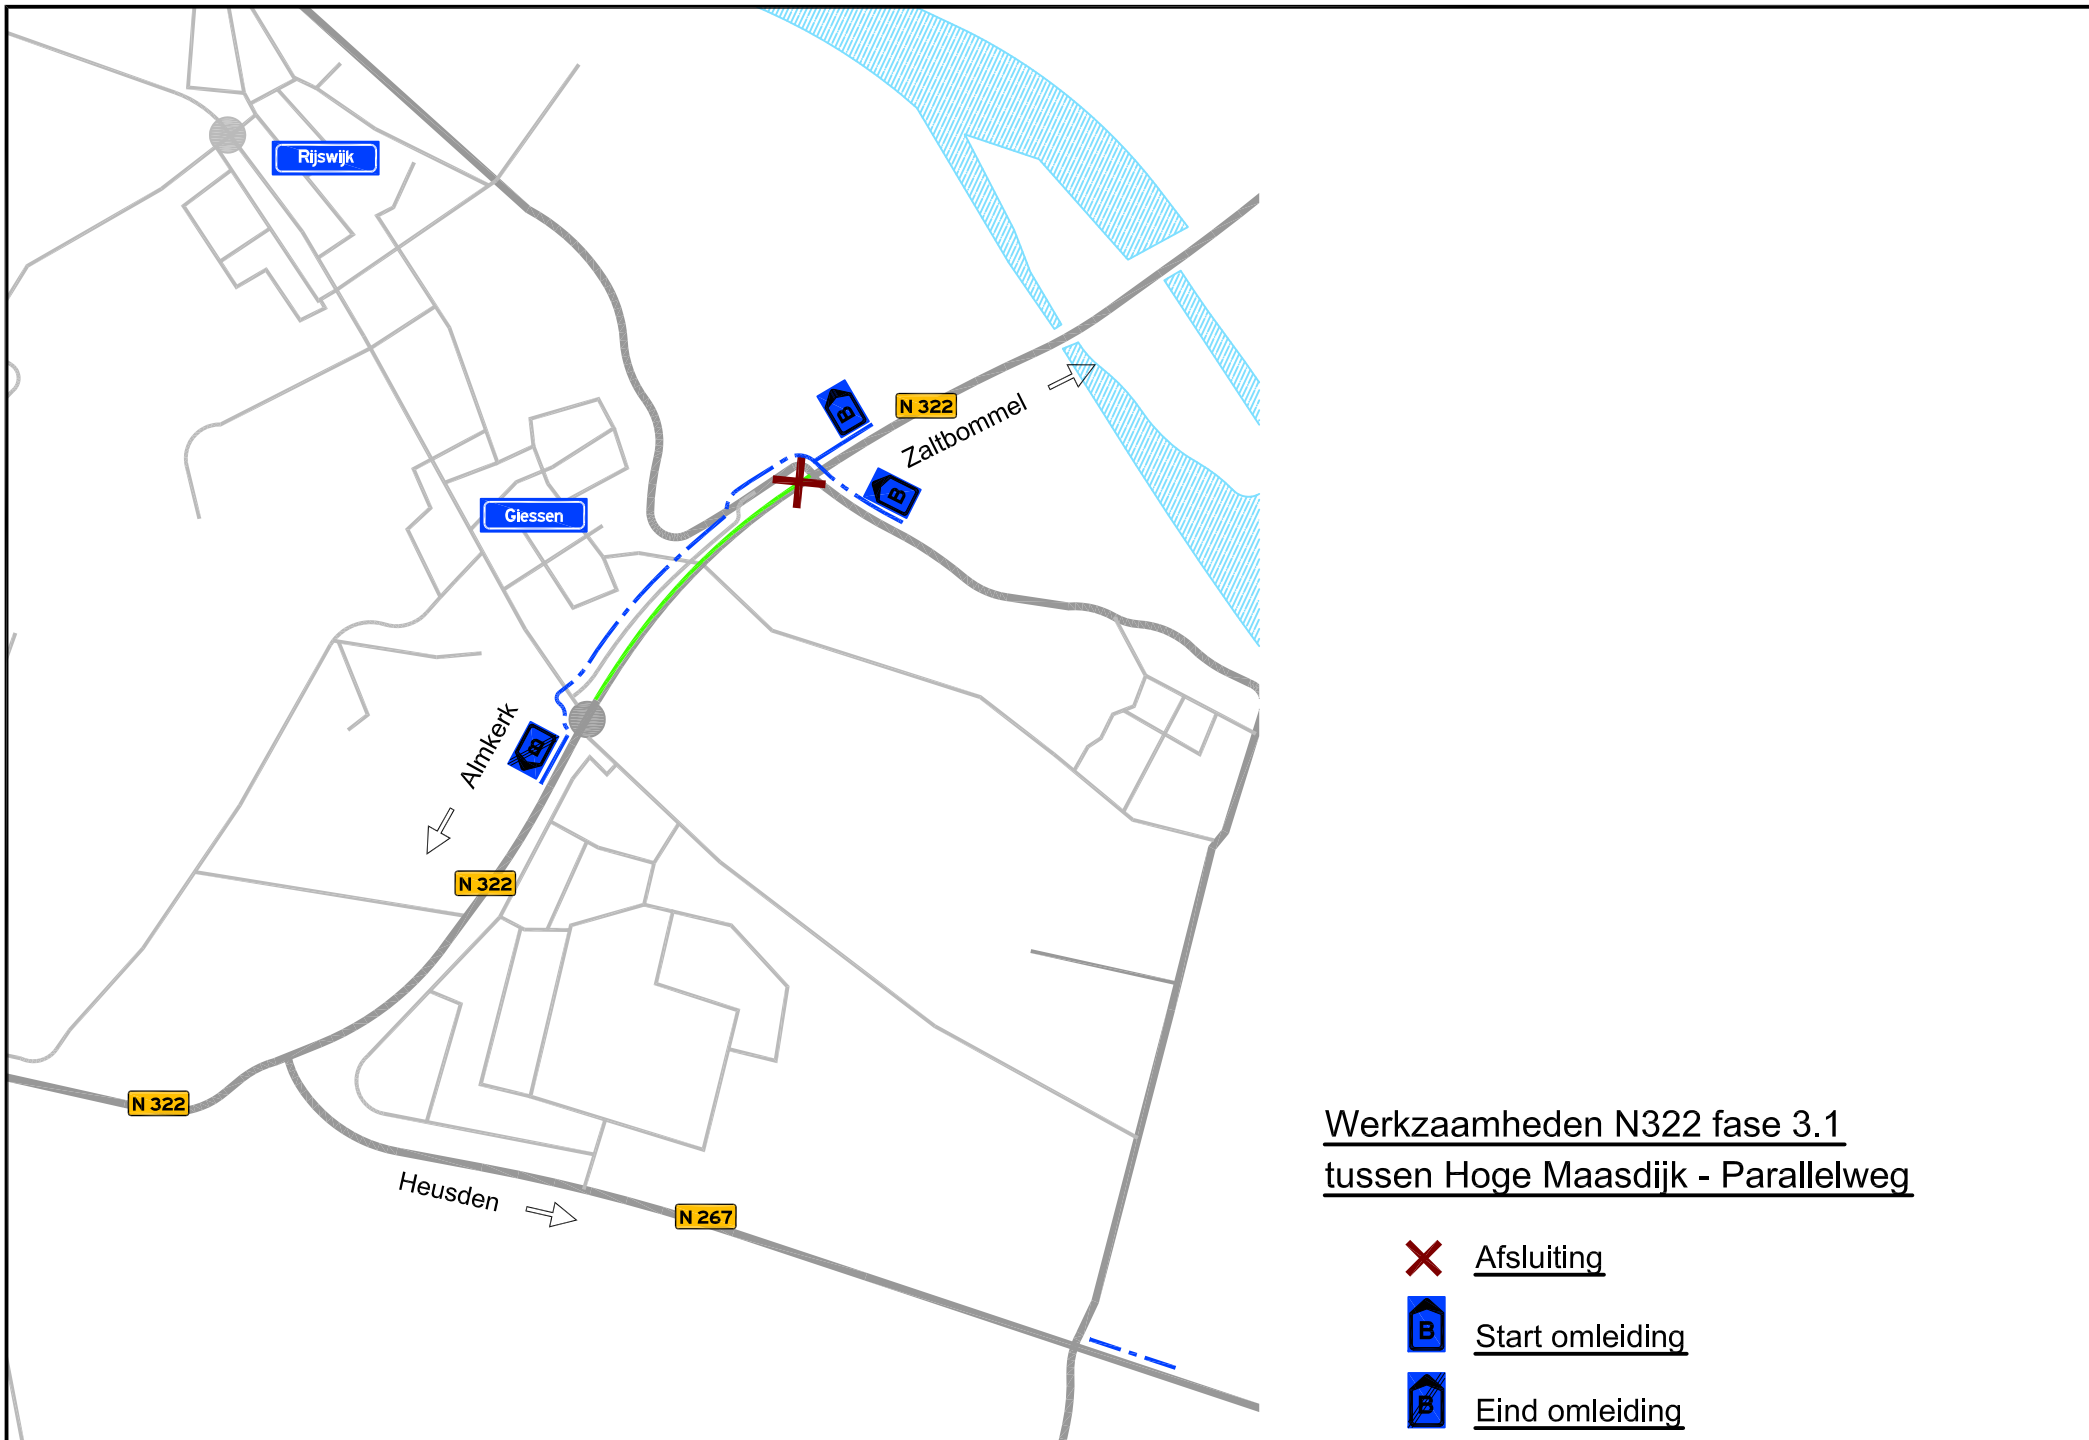 Rijswijk
B
N 322
Zaltbommel
B
Giessen
Almkerk
B
N 322
N 322
Heusden
N 267
Werkzaamheden N322 fase 3.1
tussen Hoge Maasdijk - Parallelweg
Afsluiting
B
Start omleiding
B
Eind omleiding